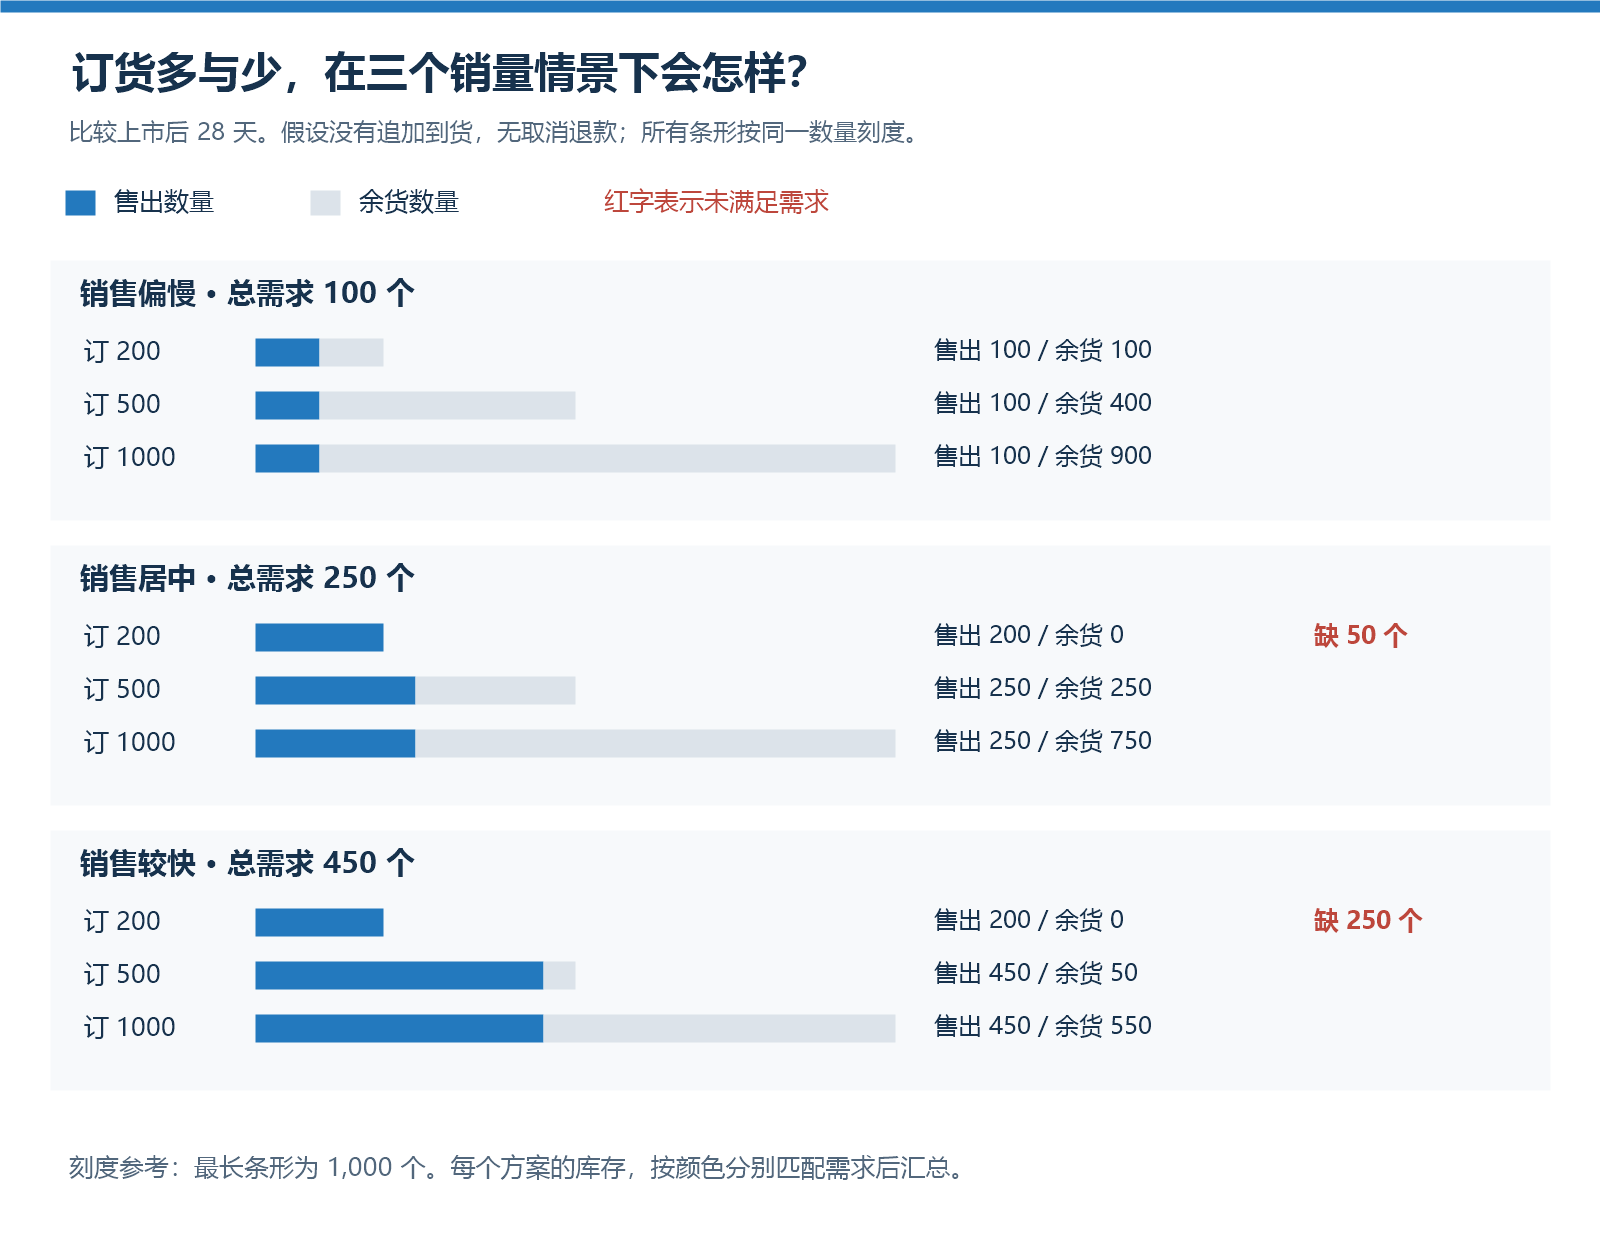 订货多与少，在三个销量情景下会怎样？
比较上市后 28 天。假设没有追加到货，无取消退款；所有条形按同一数量刻度。
售出数量 余货数量 红字表示未满足需求
销售偏慢 • 总需求 100 个
订 200 售出 100 / 余货 100
订 500 售出 100 / 余货 400
订 1000 售出 100 / 余货 900
销售居中 • 总需求 250 个
订 200 售出 200 / 余货 0 缺 50 个
订 500 售出 250 / 余货 250
订 1000 售出 250 / 余货 750
销售较快 • 总需求 450 个
订 200 售出 200 / 余货 0 缺 250 个
订 500 售出 450 / 余货 50
订 1000 售出 450 / 余货 550
刻度参考：最长条形为 1,000 个。每个方案的库存，按颜色分别匹配需求后汇总。